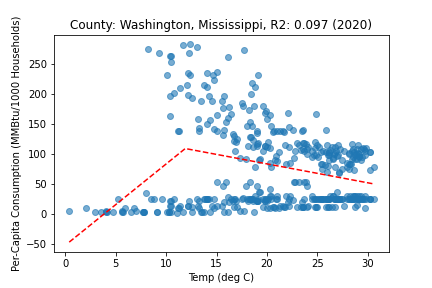 County: Washington, Mississippi, R2: 0.097 (2020)
Per-Capita Consumption (MMBtu/1000 Households)
250
200
150
100
50
0
−50
0 5 10 15 20 25 30
Temp (deg C)